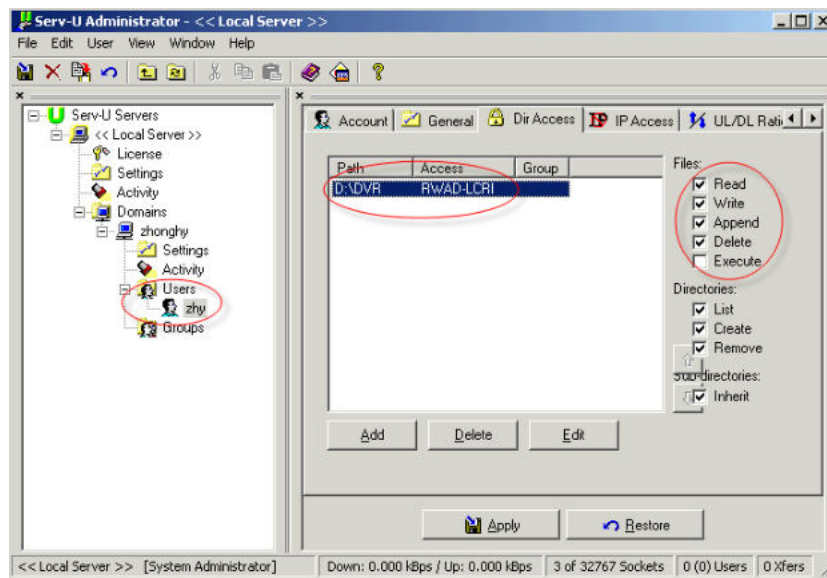 Serv-U Administrator - << Local Server >>
File Edit User View Window Help
Serv-U Servers
<< Local Server >>
License
Settings
Activity
Domains
zhonghy
Settings
Activity
Users
zhy
Groups
Account General Dir Access IP Access UL/DL Rati
Path Access Group
D:\DVR RWAD-LCRI
Files:
Read
Write
Append
Delete
Execute
Directories:
List
Create
Remove
Sub-directories:
Inherit
Add Delete Edit
Apply Restore
<< Local Server >> [System Administrator] Down: 0.000 kBps / Up: 0.000 kBps 3 of 32767 Sockets 0 (0) Users 0 Xfers